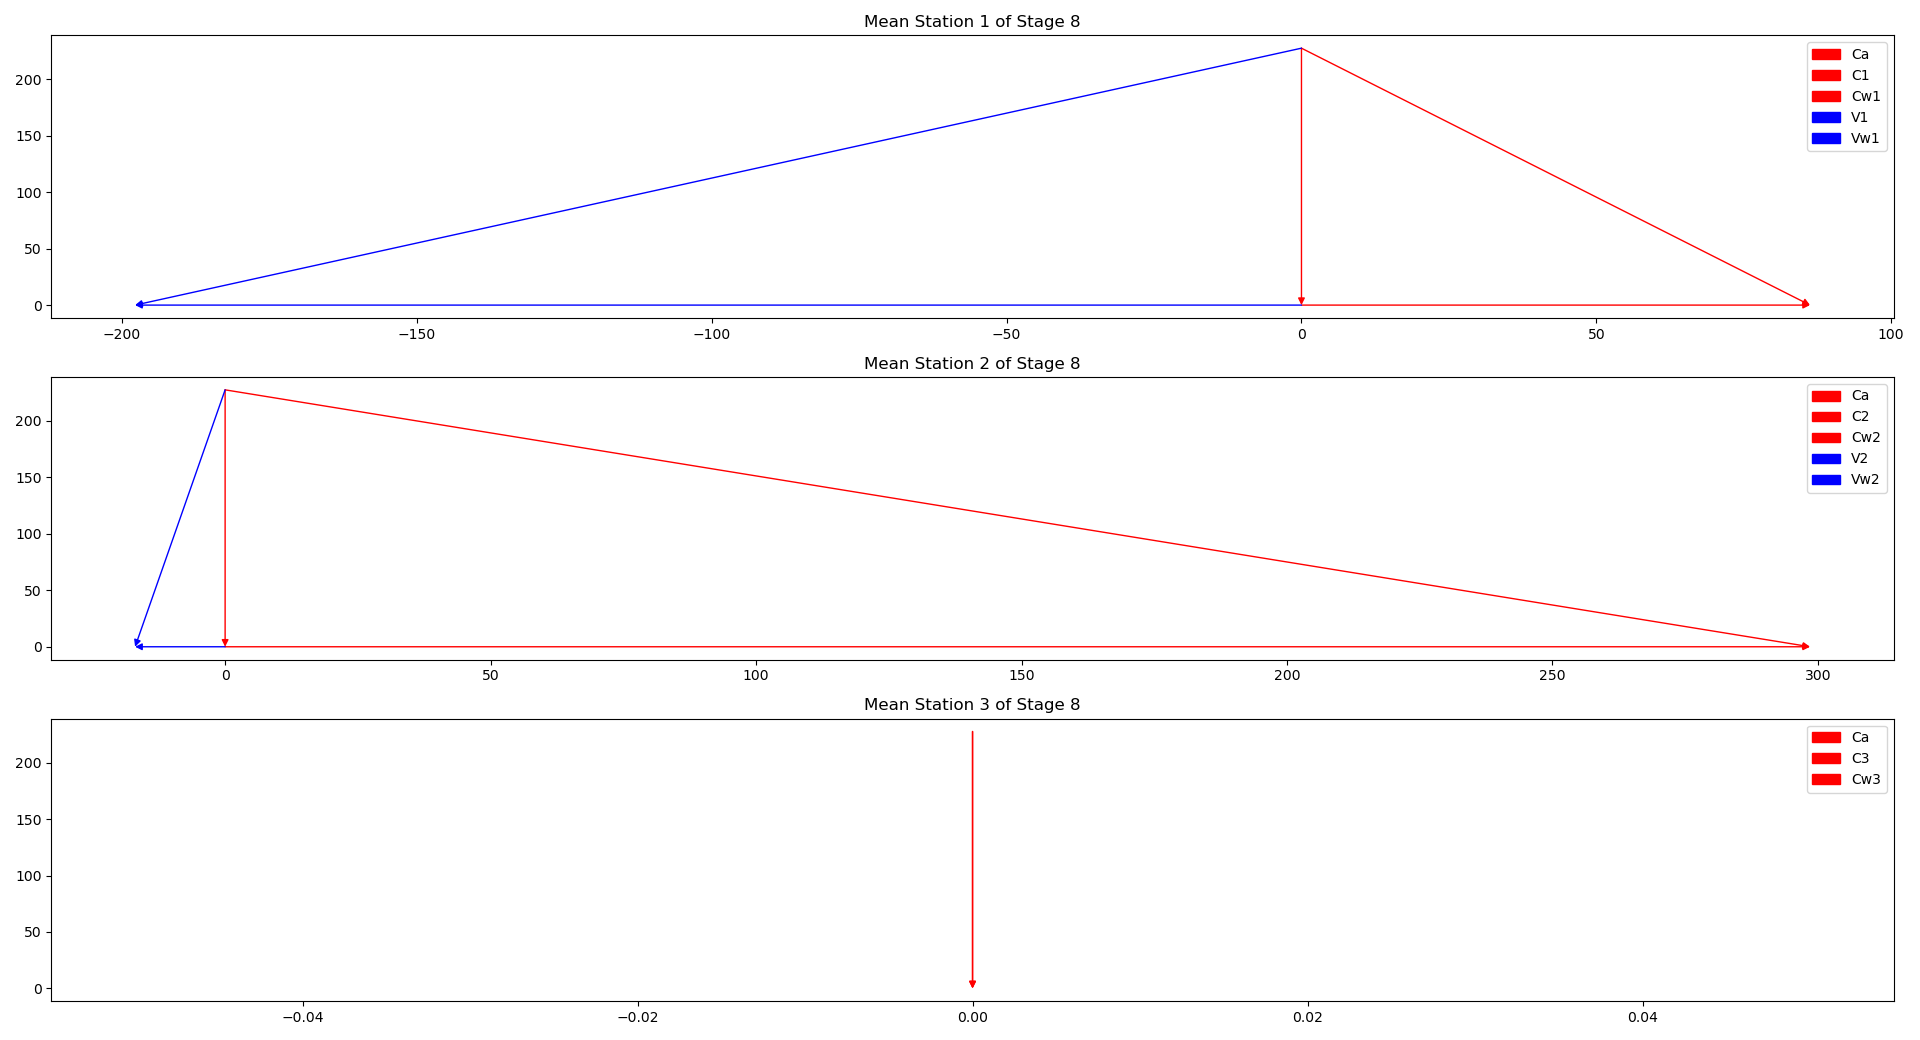 Mean Station 1 of Stage 8
200
150
100
50
0
Ca
C1
Cw1
V1
Vw1
−200 −150 −100 −50 0 50 100
Mean Station 2 of Stage 8
200
150
100
50
0
Ca
C2
Cw2
V2
Vw2
0 50 100 150 200 250 300
Mean Station 3 of Stage 8
200
150
100
50
0
Ca
C3
Cw3
−0.04 −0.02 0.00 0.02 0.04